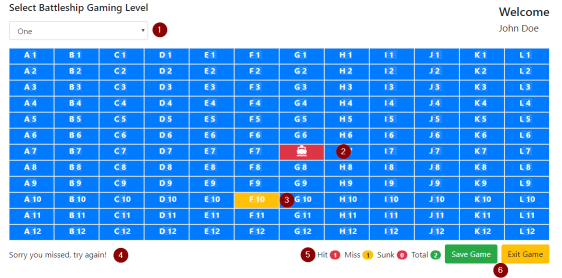 Select Battleship Gaming Level
Welcome
One
1
John Doe
A 1 B 1 C 1 D 1 E 1 F 1 G 1 H 1 I 1 J 1 K 1 L 1
A 2 B 2 C 2 D 2 E 2 F 2 G 2 H 2 I 2 J 2 K 2 L 2
A 3 B 3 C 3 D 3 E 3 F 3 G 3 H 3 I 3 J 3 K 3 L 3
A 4 B 4 C 4 D 4 E 4 F 4 G 4 H 4 I 4 J 4 K 4 L 4
A 5 B 5 C 5 D 5 E 5 F 5 G 5 H 5 I 5 J 5 K 5 L 5
A 6 B 6 C 6 D 6 E 6 F 6 G 6 H 6 I 6 J 6 K 6 L 6
A 7 B 7 C 7 D 7 E 7 F 7 2 I 7 J 7 K 7 L 7
A 8 B 8 C 8 D 8 E 8 F 8 G 8 H 8 I 8 J 8 K 8 L 8
A 9 B 9 C 9 D 9 E 9 F 9 G 9 H 9 I 9 J 9 K 9 L 9
A 10 B 10 C 10 D 10 E 10 F 10 3 G 10 H 10 I 10 J 10 K 10 L 10
A 11 B 11 C 11 D 11 E 11 F 11 G 11 H 11 I 11 J 11 K 11 L 11
A 12 B 12 C 12 D 12 E 12 F 12 G 12 H 12 I 12 J 12 K 12 L 12
Sorry you missed, try again! 4 5 Hit 1 Miss 1 Sunk 0 Total 2 Save Game Exit Game
6